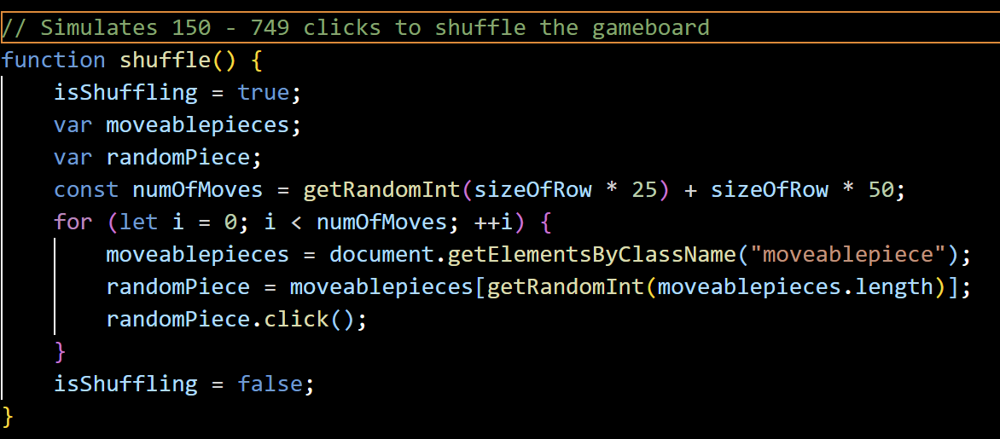 // Simulates 150 - 749 clicks to shuffle the gameboard
function shuffle() {
    isShuffling = true;
    var moveablepieces;
    var randomPiece;
    const numOfMoves = getRandomInt(sizeOfRow * 25) + sizeOfRow * 50;
    for (let i = 0; i < numOfMoves; ++i) {
        moveablepieces = document.getElementsByClassName("moveablepiece");
        randomPiece = moveablepieces[getRandomInt(moveablepieces.length)];
        randomPiece.click();
    }
    isShuffling = false;
}